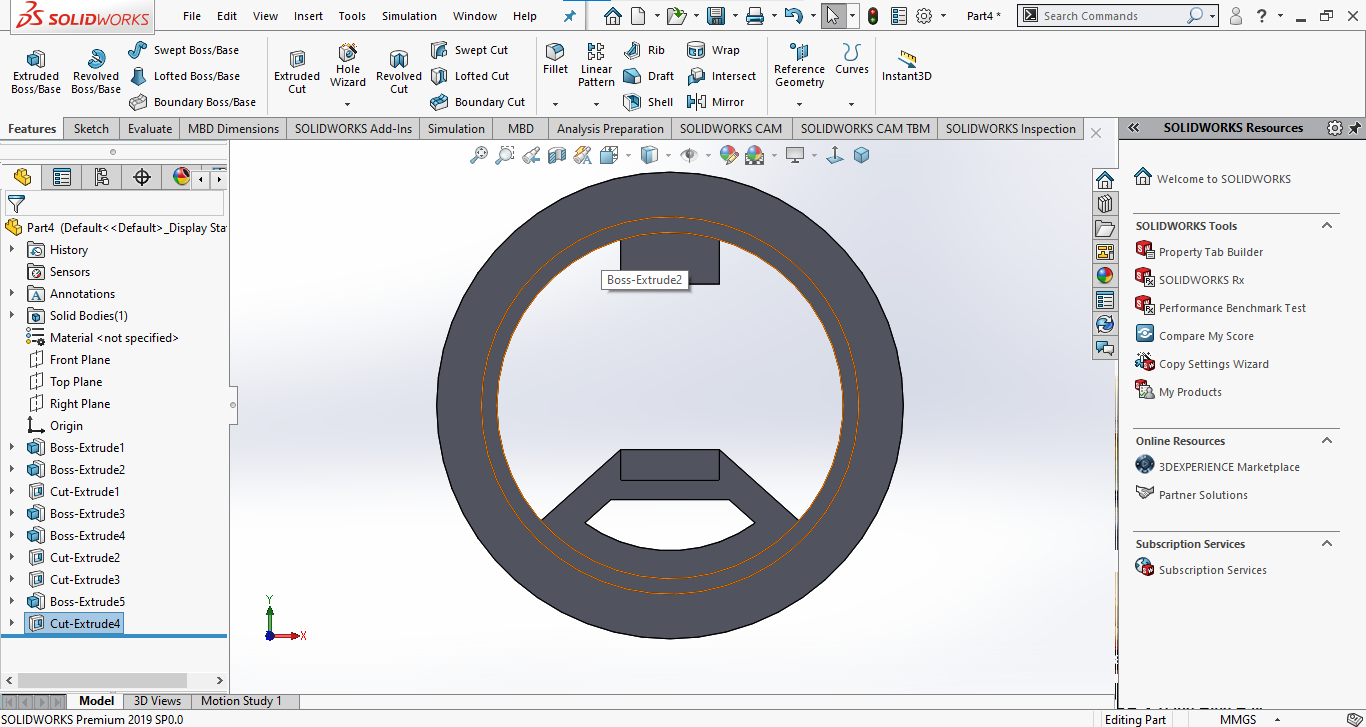 SOLIDWORKS File Edit View Insert Tools Simulation Window Help Part4 * Search Commands ?
Extruded Boss/Base
Revolved Boss/Base
Swept Boss/Base
Lofted Boss/Base
Boundary Boss/Base
Extruded Cut
Hole Wizard
Revolved Cut
Swept Cut
Lofted Cut
Boundary Cut
Fillet
Linear Pattern
Rib
Draft
Shell
Wrap
Intersect
Mirror
Reference Geometry
Curves
Instant3D
Features Sketch Evaluate MBD Dimensions SOLIDWORKS Add-Ins Simulation MBD Analysis Preparation SOLIDWORKS CAM SOLIDWORKS CAM TBM SOLIDWORKS Inspection
Part4 (Default<<Default>_Display Sta
History
Sensors
Annotations
Solid Bodies(1)
Material <not specified>
Front Plane
Top Plane
Right Plane
Origin
Boss-Extrude1
Boss-Extrude2
Cut-Extrude1
Boss-Extrude3
Boss-Extrude4
Cut-Extrude2
Cut-Extrude3
Boss-Extrude5
Cut-Extrude4
Boss-Extrude2
Y
X
SOLIDWORKS Resources
Welcome to SOLIDWORKS
SOLIDWORKS Tools
Property Tab Builder
SOLIDWORKS Rx
Performance Benchmark Test
Compare My Score
Copy Settings Wizard
My Products
Online Resources
3DEXPERIENCE Marketplace
Partner Solutions
Subscription Services
Subscription Services
Model 3D Views Motion Study 1
SOLIDWORKS Premium 2019 SP0.0 Editing Part MMGS